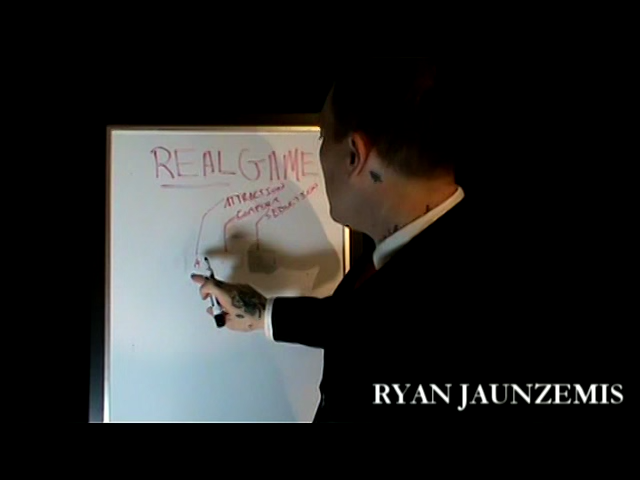 REAL GAME
ATTRACTION
COMFORT
SEDUCTION
A
RYAN JAUNZEMIS